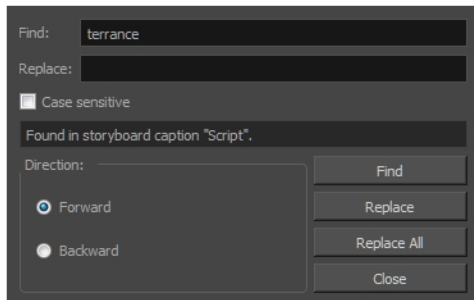 Find: terrance
Replace:
Case sensitive
Found in storyboard caption "Script".
Direction:
Forward
Backward
Find
Replace
Replace All
Close